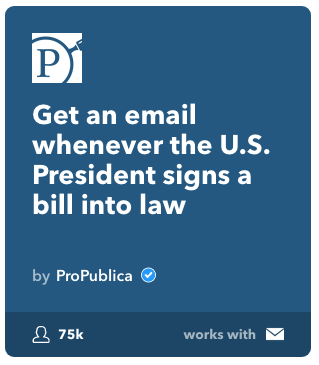 P
Get an email
whenever the U.S.
President signs a
bill into law
by ProPublica
75k works with